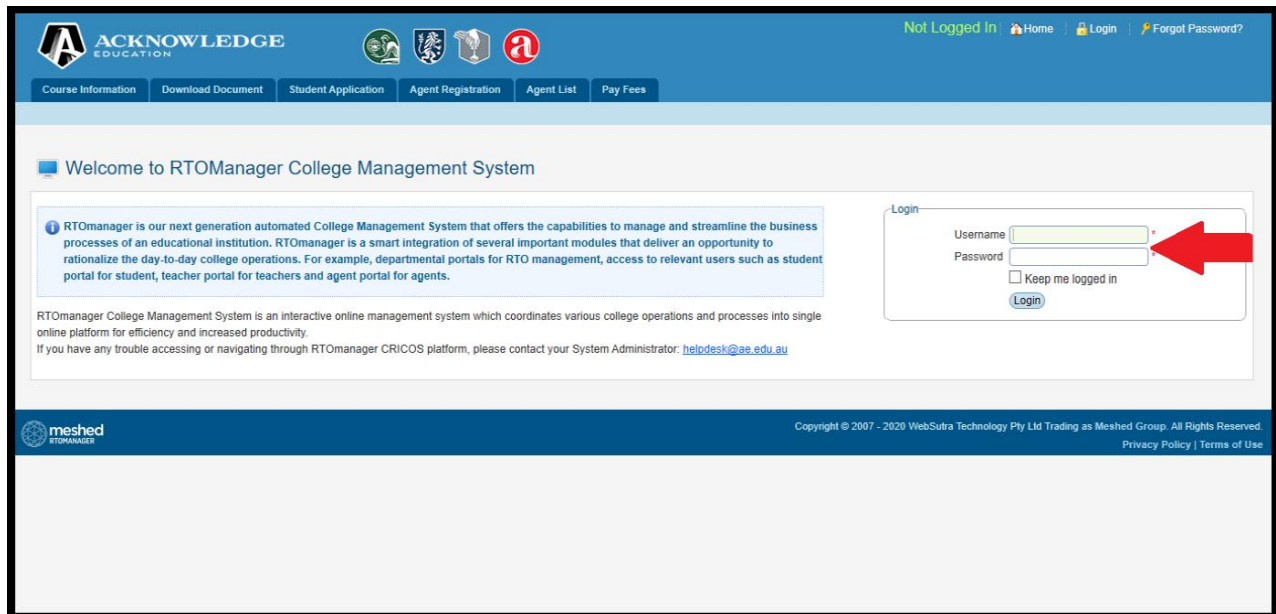 ACKNOWLEDGE
EDUCATION
a
Not Logged In | Home | Login | Forgot Password?
Course Information Download Document Student Application Agent Registration Agent List Pay Fees
Welcome to RTOManager College Management System
RTOmanager is our next generation automated College Management System that offers the capabilities to manage and streamline the business
processes of an educational institution. RTOmanager is a smart integration of several important modules that deliver an opportunity to
rationalize the day-to-day college operations. For example, departmental portals for RTO management, access to relevant users such as student
portal for student, teacher portal for teachers and agent portal for agents.
RTOmanager College Management System is an interactive online management system which coordinates various college operations and processes into single
online platform for efficiency and increased productivity.
If you have any trouble accessing or navigating through RTOmanager CRICOS platform, please contact your System Administrator: helpdesk@ae.edu.au
Login
Username *
Password *
Keep me logged in
Login
meshed
RTOMANAGER
Copyright © 2007 - 2020 WebSutra Technology Pty Ltd Trading as Meshed Group. All Rights Reserved.
Privacy Policy | Terms of Use